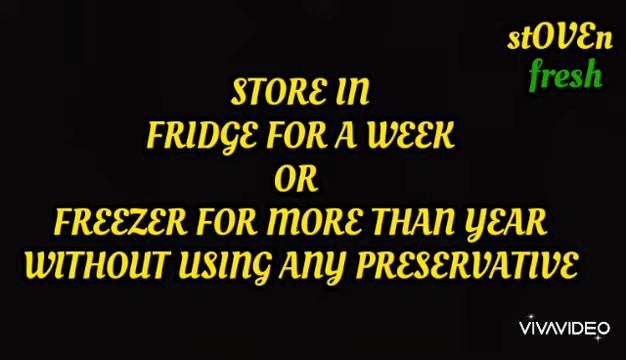 stOVEn
fresh
STORE IN
FRIDGE FOR A WEEK
OR
FREEZER FOR MORE THAN YEAR
WITHOUT USING ANY PRESERVATIVE
VIVAVIDEO